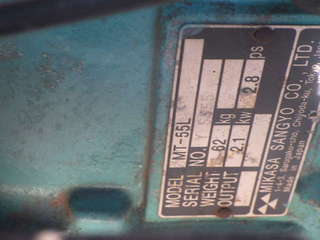 MODEL MT-55L
SERIAL NO.
WEIGHT 62 kg
OUTPUT 2.1 kw 2.8 ps
MIKASA SANGYO CO., LTD.
Made in Japan